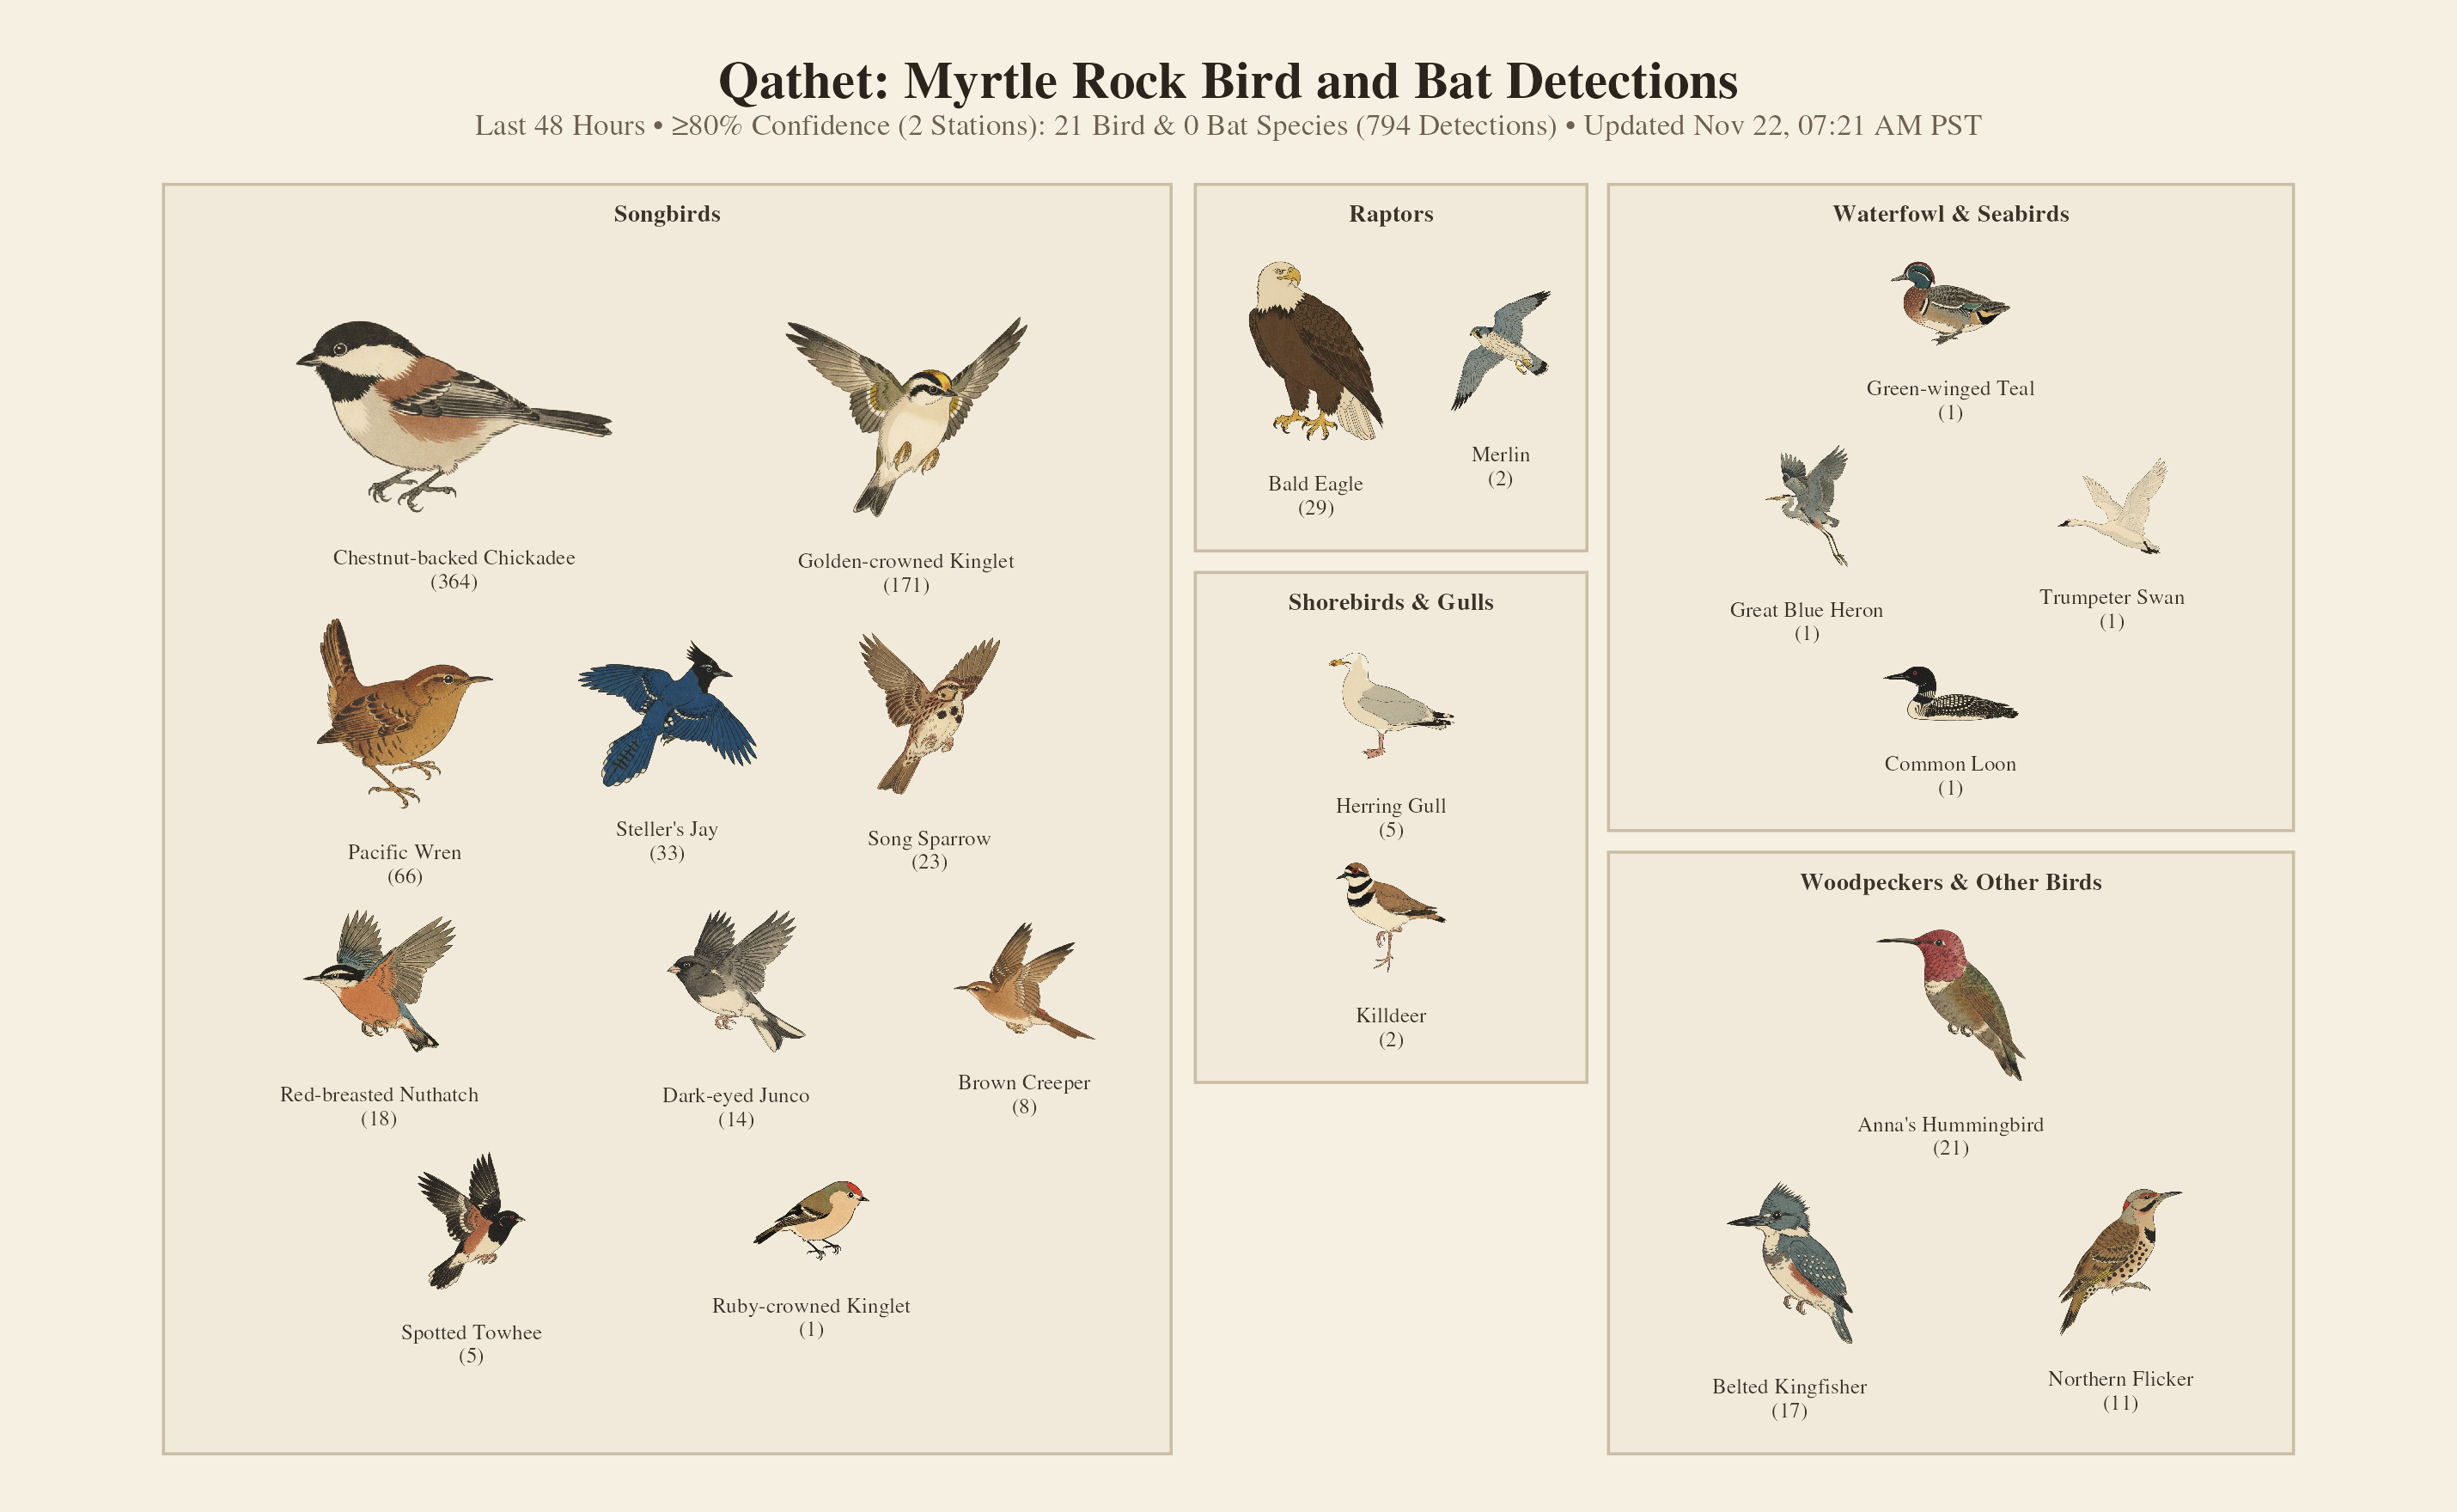 Qathet: Myrtle Rock Bird and Bat Detections
Last 48 Hours • ≥80% Confidence (2 Stations): 21 Bird & 0 Bat Species (794 Detections) • Updated Nov 22, 07:21 AM PST
Songbirds
Chestnut-backed Chickadee
(364)
Golden-crowned Kinglet
(171)
Pacific Wren
(66)
Steller's Jay
(33)
Song Sparrow
(23)
Red-breasted Nuthatch
(18)
Dark-eyed Junco
(14)
Brown Creeper
(8)
Spotted Towhee
(5)
Ruby-crowned Kinglet
(1)
Raptors
Bald Eagle
(29)
Merlin
(2)
Shorebirds & Gulls
Herring Gull
(5)
Killdeer
(2)
Waterfowl & Seabirds
Green-winged Teal
(1)
Great Blue Heron
(1)
Trumpeter Swan
(1)
Common Loon
(1)
Woodpeckers & Other Birds
Anna's Hummingbird
(21)
Belted Kingfisher
(17)
Northern Flicker
(11)